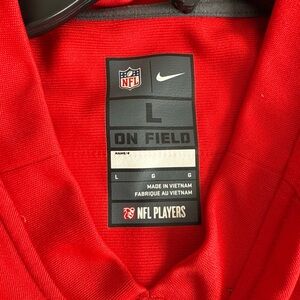 NFL
L
ON FIELD
L G G
MADE IN VIETNAM
FABRIQUÉ AU VIETNAM
NFL PLAYERS